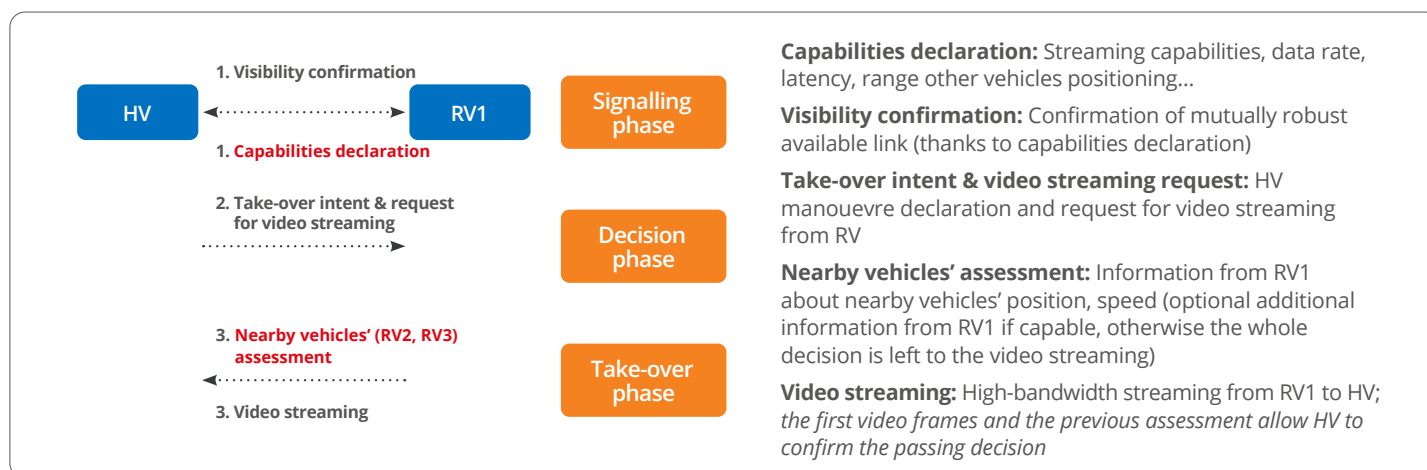 1. Visibility confirmation
HV
RV1
1. Capabilities declaration
Signalling
phase
2. Take-over intent & request
for video streaming
Decision
phase
3. Nearby vehicles’ (RV2, RV3)
assessment
3. Video streaming
Take-over
phase
Capabilities declaration: Streaming capabilities, data rate,
latency, range other vehicles positioning...
Visibility confirmation: Confirmation of mutually robust
available link (thanks to capabilities declaration)
Take-over intent & video streaming request: HV
manouevre declaration and request for video streaming
from RV
Nearby vehicles’ assessment: Information from RV1
about nearby vehicles’ position, speed (optional additional
information from RV1 if capable, otherwise the whole
decision is left to the video streaming)
Video streaming: High-bandwidth streaming from RV1 to HV;
the first video frames and the previous assessment allow HV to
confirm the passing decision